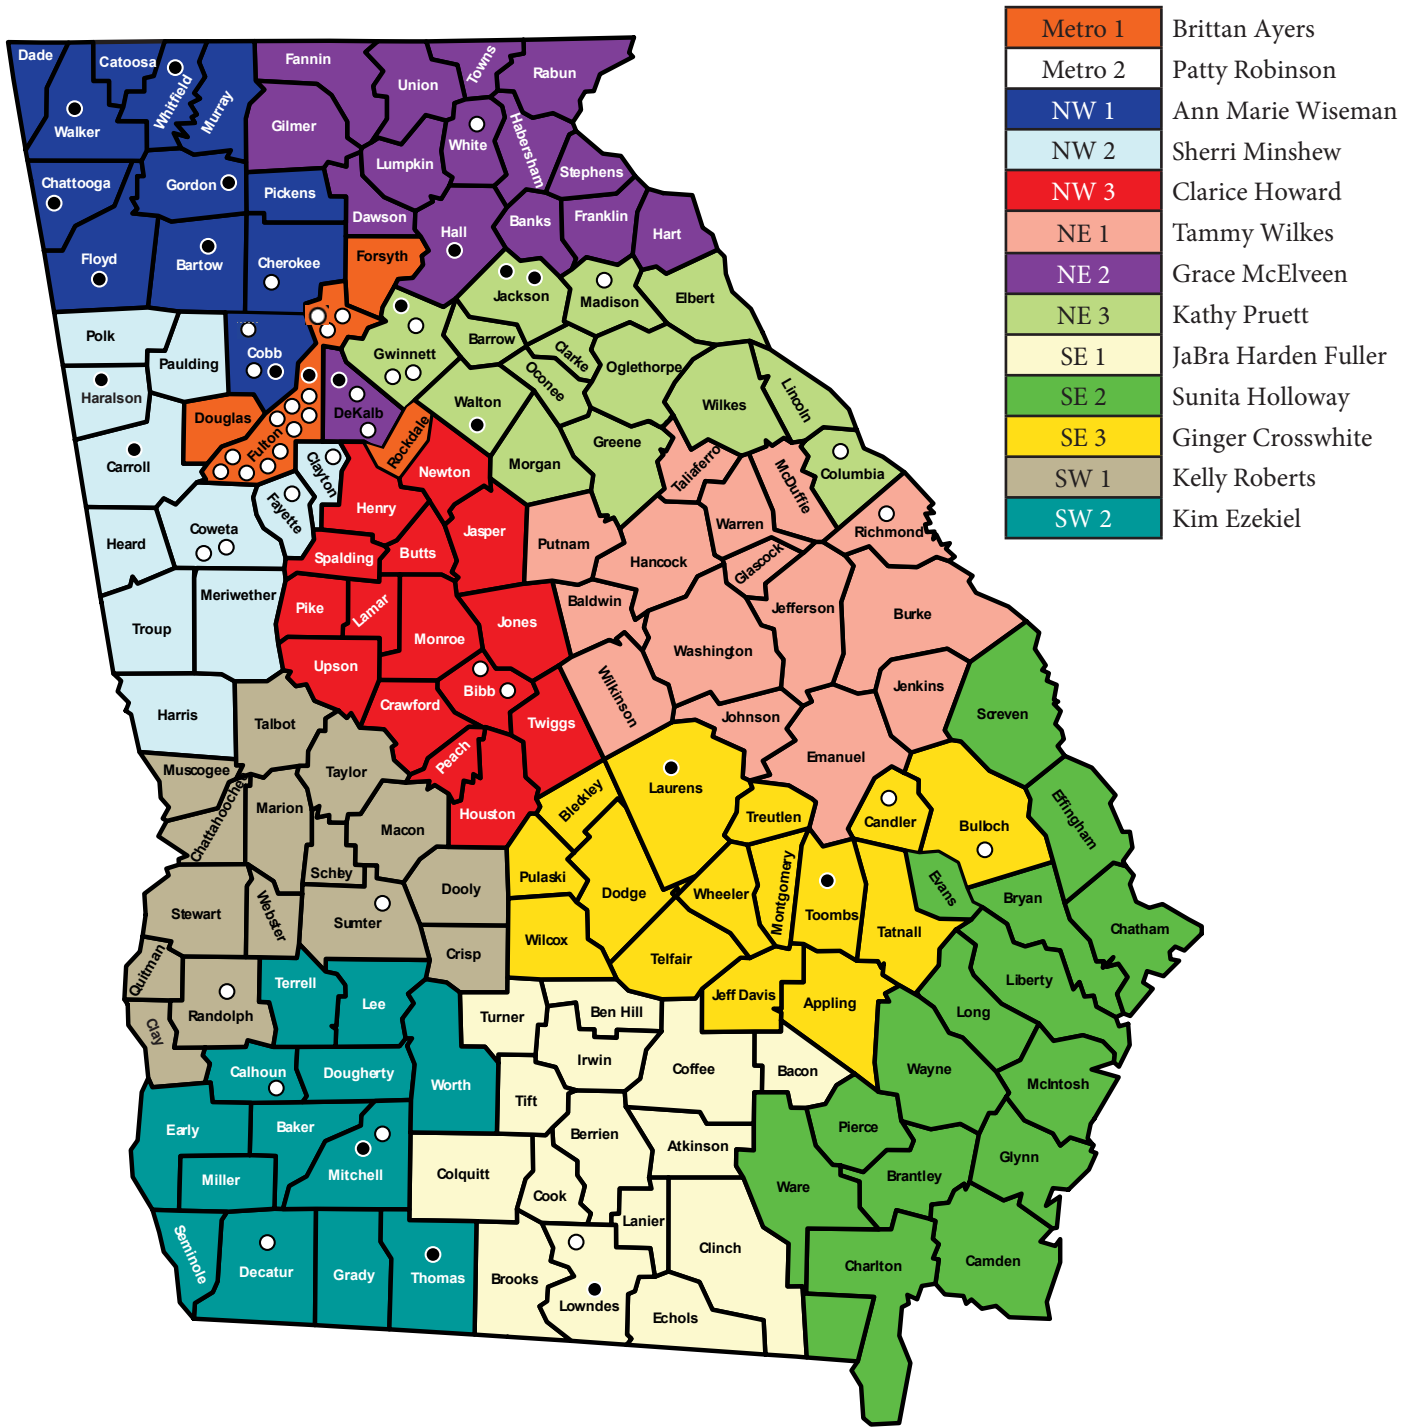 Metro 1 Brittan Ayers
Metro 2 Patty Robinson
NW 1 Ann Marie Wiseman
NW 2 Sherri Minshew
NW 3 Clarice Howard
NE 1 Tammy Wilkes
NE 2 Grace McElveen
NE 3 Kathy Pruett
SE 1 JaBra Harden Fuller
SE 2 Sunita Holloway
SE 3 Ginger Crosswhite
SW 1 Kelly Roberts
SW 2 Kim Ezekiel
Dade
Catoosa
Whitfield
Murray
Walker
Fannin
Union
Towns
Rabun
Gilmer
White
Habersham
Lumpkin
Stephens
Chattooga
Gordon
Pickens
Dawson
Hall
Banks
Franklin
Hart
Floyd
Bartow
Cherokee
Forsyth
Jackson
Madison
Elbert
Polk
Paulding
Cobb
Gwinnett
Barrow
Clarke
Oconee
Oglethorpe
Haralson
Douglas
Fulton
DeKalb
Rockdale
Walton
Wilkes
Lincoln
Carroll
Clayton
Newton
Morgan
Greene
Taliaferro
McDuffie
Columbia
Heard
Coweta
Fayette
Henry
Jasper
Putnam
Hancock
Warren
Glascock
Richmond
Spalding
Butts
Troup
Meriwether
Pike
Lamar
Monroe
Jones
Baldwin
Washington
Jefferson
Burke
Upson
Bibb
Wilkinson
Jenkins
Screven
Harris
Talbot
Crawford
Peach
Twiggs
Johnson
Emanuel
Muscogee
Chattahoochee
Marion
Taylor
Macon
Houston
Bleckley
Laurens
Treutlen
Candler
Bulloch
Effingham
Schley
Dooly
Pulaski
Dodge
Wheeler
Montgomery
Toombs
Tatnall
Evans
Bryan
Chatham
Stewart
Webster
Sumter
Crisp
Wilcox
Telfair
Jeff Davis
Appling
Liberty
Long
Quitman
Randolph
Terrell
Lee
Turner
Ben Hill
Irwin
Coffee
Bacon
Wayne
McIntosh
Clay
Calhoun
Dougherty
Worth
Tift
Early
Baker
Mitchell
Miller
Colquitt
Berrien
Cook
Atkinson
Pierce
Brantley
Glynn
Ware
Seminole
Decatur
Grady
Thomas
Brooks
Lowndes
Lanier
Clinch
Echols
Charlton
Camden